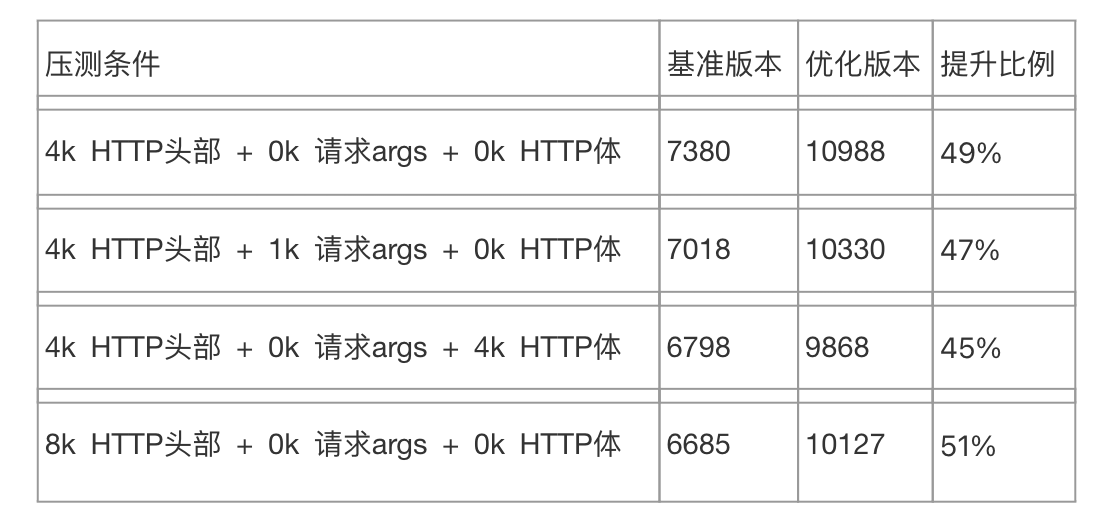 压测条件 基准版本 优化版本 提升比例
4k HTTP头部 + 0k 请求args + 0k HTTP体 7380 10988 49%
4k HTTP头部 + 1k 请求args + 0k HTTP体 7018 10330 47%
4k HTTP头部 + 0k 请求args + 4k HTTP体 6798 9868 45%
8k HTTP头部 + 0k 请求args + 0k HTTP体 6685 10127 51%